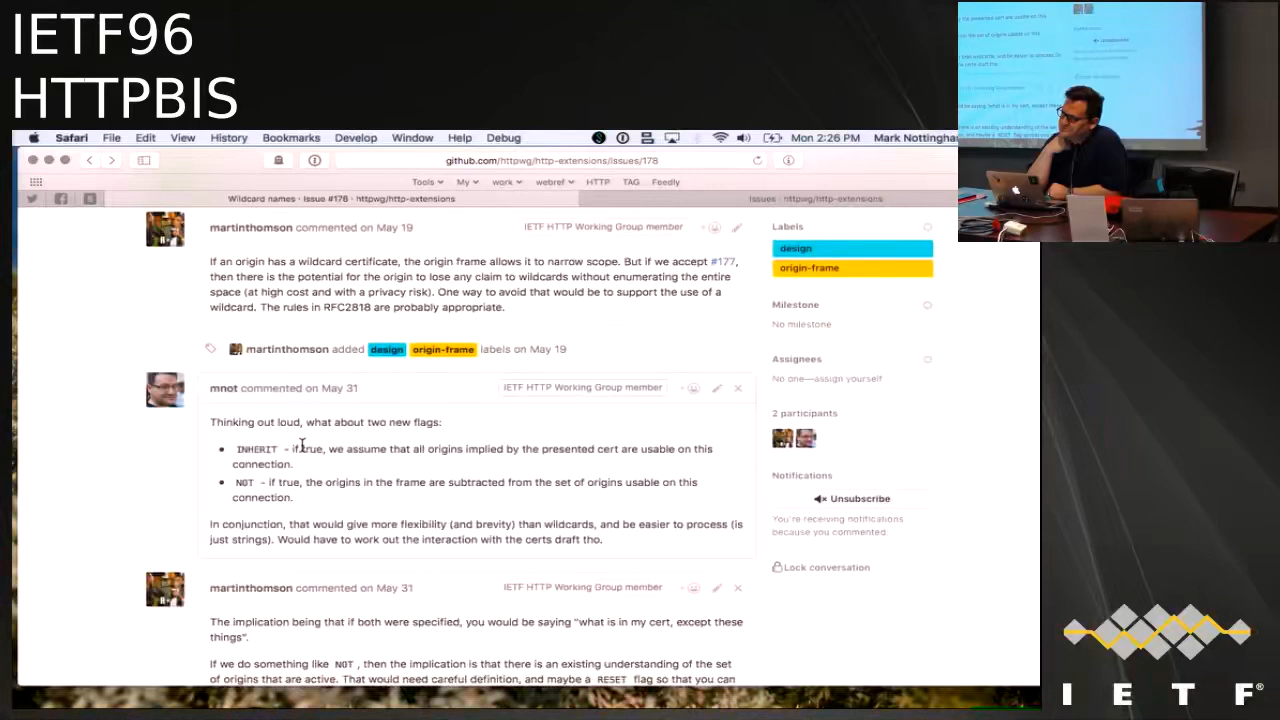 IETF96
HTTPBIS
Safari File Edit View History Bookmarks Develop Window Help Debug Mon 2:26 PM Mark Nottingha
github.com/httpwg/http-extensions/issues/178
Tools My work webref HTTP TAG Feedly
Wildcard names · Issue #178 · httpwg/http-extensions
Issues · httpwg/http-extensions
martinthomson commented on May 19
IETF HTTP Working Group member
If an origin has a wildcard certificate, the origin frame allows it to narrow scope. But if we accept #177,
then there is the potential for the origin to lose any claim to wildcards without enumerating the entire
space (at high cost and with a privacy risk). One way to avoid that would be to support the use of a
wildcard. The rules in RFC2818 are probably appropriate.
martinthomson added design origin-frame labels on May 19
mnot commented on May 31
IETF HTTP Working Group member
Thinking out loud, what about two new flags:
• INHERIT - if true, we assume that all origins implied by the presented cert are usable on this
connection.
• NOT - if true, the origins in the frame are subtracted from the set of origins usable on this
connection.
In conjunction, that would give more flexibility (and brevity) than wildcards, and be easier to process (is
just strings). Would have to work out the interaction with the certs draft tho.
martinthomson commented on May 31
IETF HTTP Working Group member
The implication being that if both were specified, you would be saying "what is in my cert, except these
things".
If we do something like NOT , then the implication is that there is an existing understanding of the set
of origins that are active. That would need careful definition, and maybe a RESET flag so that you can
Labels
design
origin-frame
Milestone
No milestone
Assignees
No one—assign yourself
2 participants
Notifications
Unsubscribe
You're receiving notifications
because you commented.
Lock conversation
I E T F®